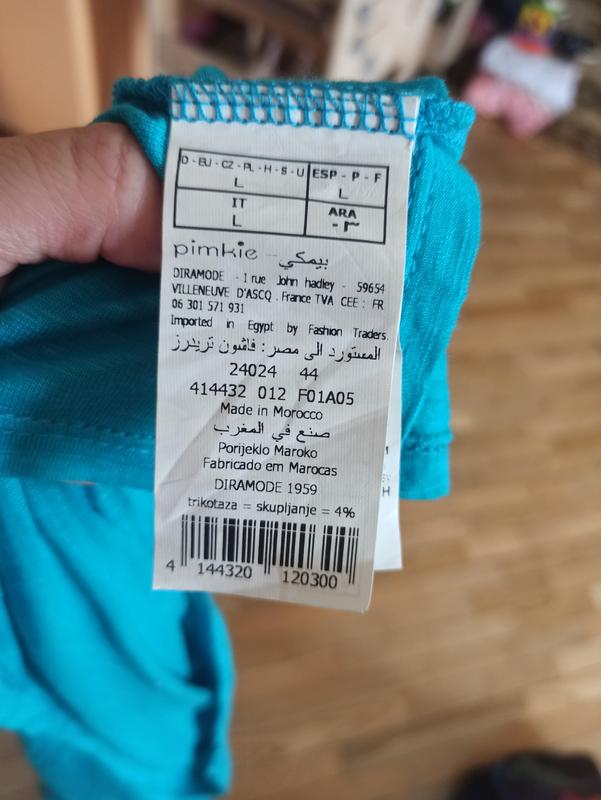 D - EU - CZ - PL - H - S - U
L
ESP - P - F
L
IT
L
ARA
٣٠
pimkie بيمكي
DIRAMODE - 1 rue John hadley - 59654
VILLENEUVE D'ASCQ . France TVA CEE : FR
06 301 571 931
Imported in Egypt by Fashion Traders.
المستورد الى مصر: فاشون تريدرز
24024 44
414432 012 F01A05
Made in Morocco
صنع في المغرب
Porijeklo Maroko
Fabricado em Marocas
DIRAMODE 1959
trikotaza = skupljanje = 4%
4 144320 120300
H